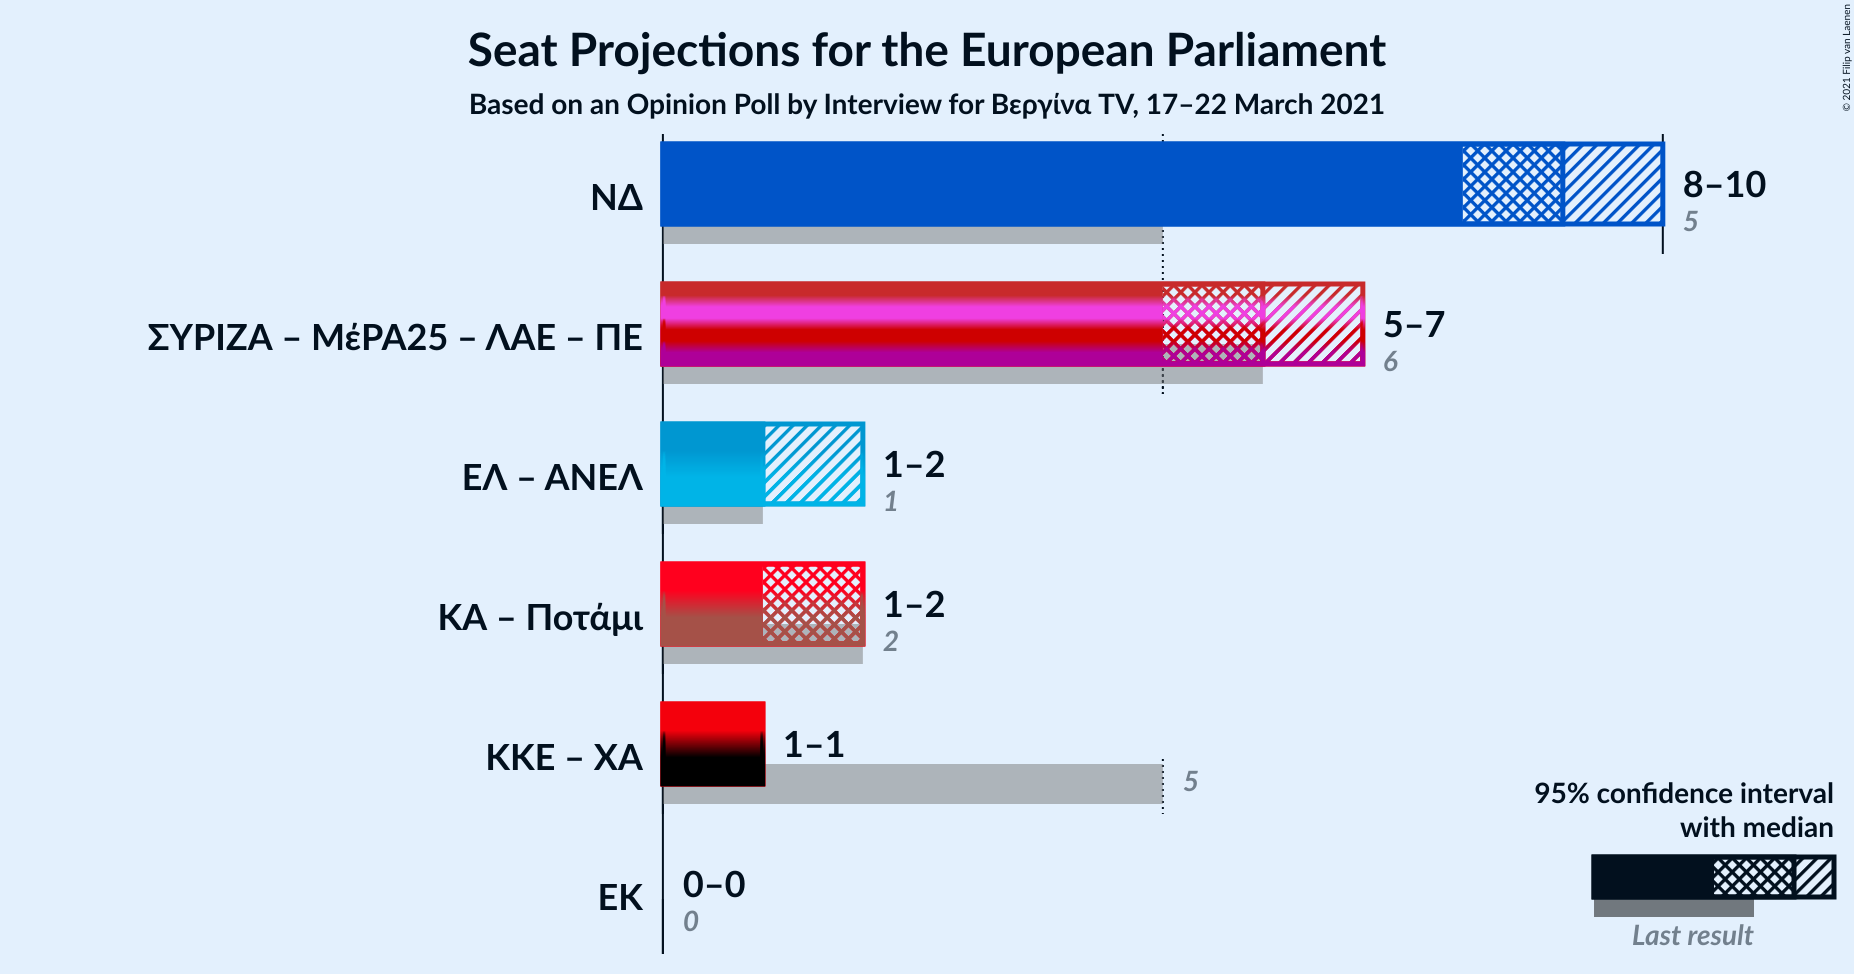 Seat Projections for the European Parliament
Based on an Opinion Poll by Interview for Βεργίνα TV, 17–22 March 2021
© 2021 Filip van Laenen
ΝΔ
8–10
5
ΣΥΡΙΖΑ – ΜέΡΑ25 – ΛΑΕ – ΠΕ
5–7
6
ΕΛ – ΑΝΕΛ
1–2
1
ΚΑ – Ποτάμι
1–2
2
ΚΚΕ – ΧΑ
1–1
5
ΕΚ
0–0
0
95% confidence interval
with median
Last result